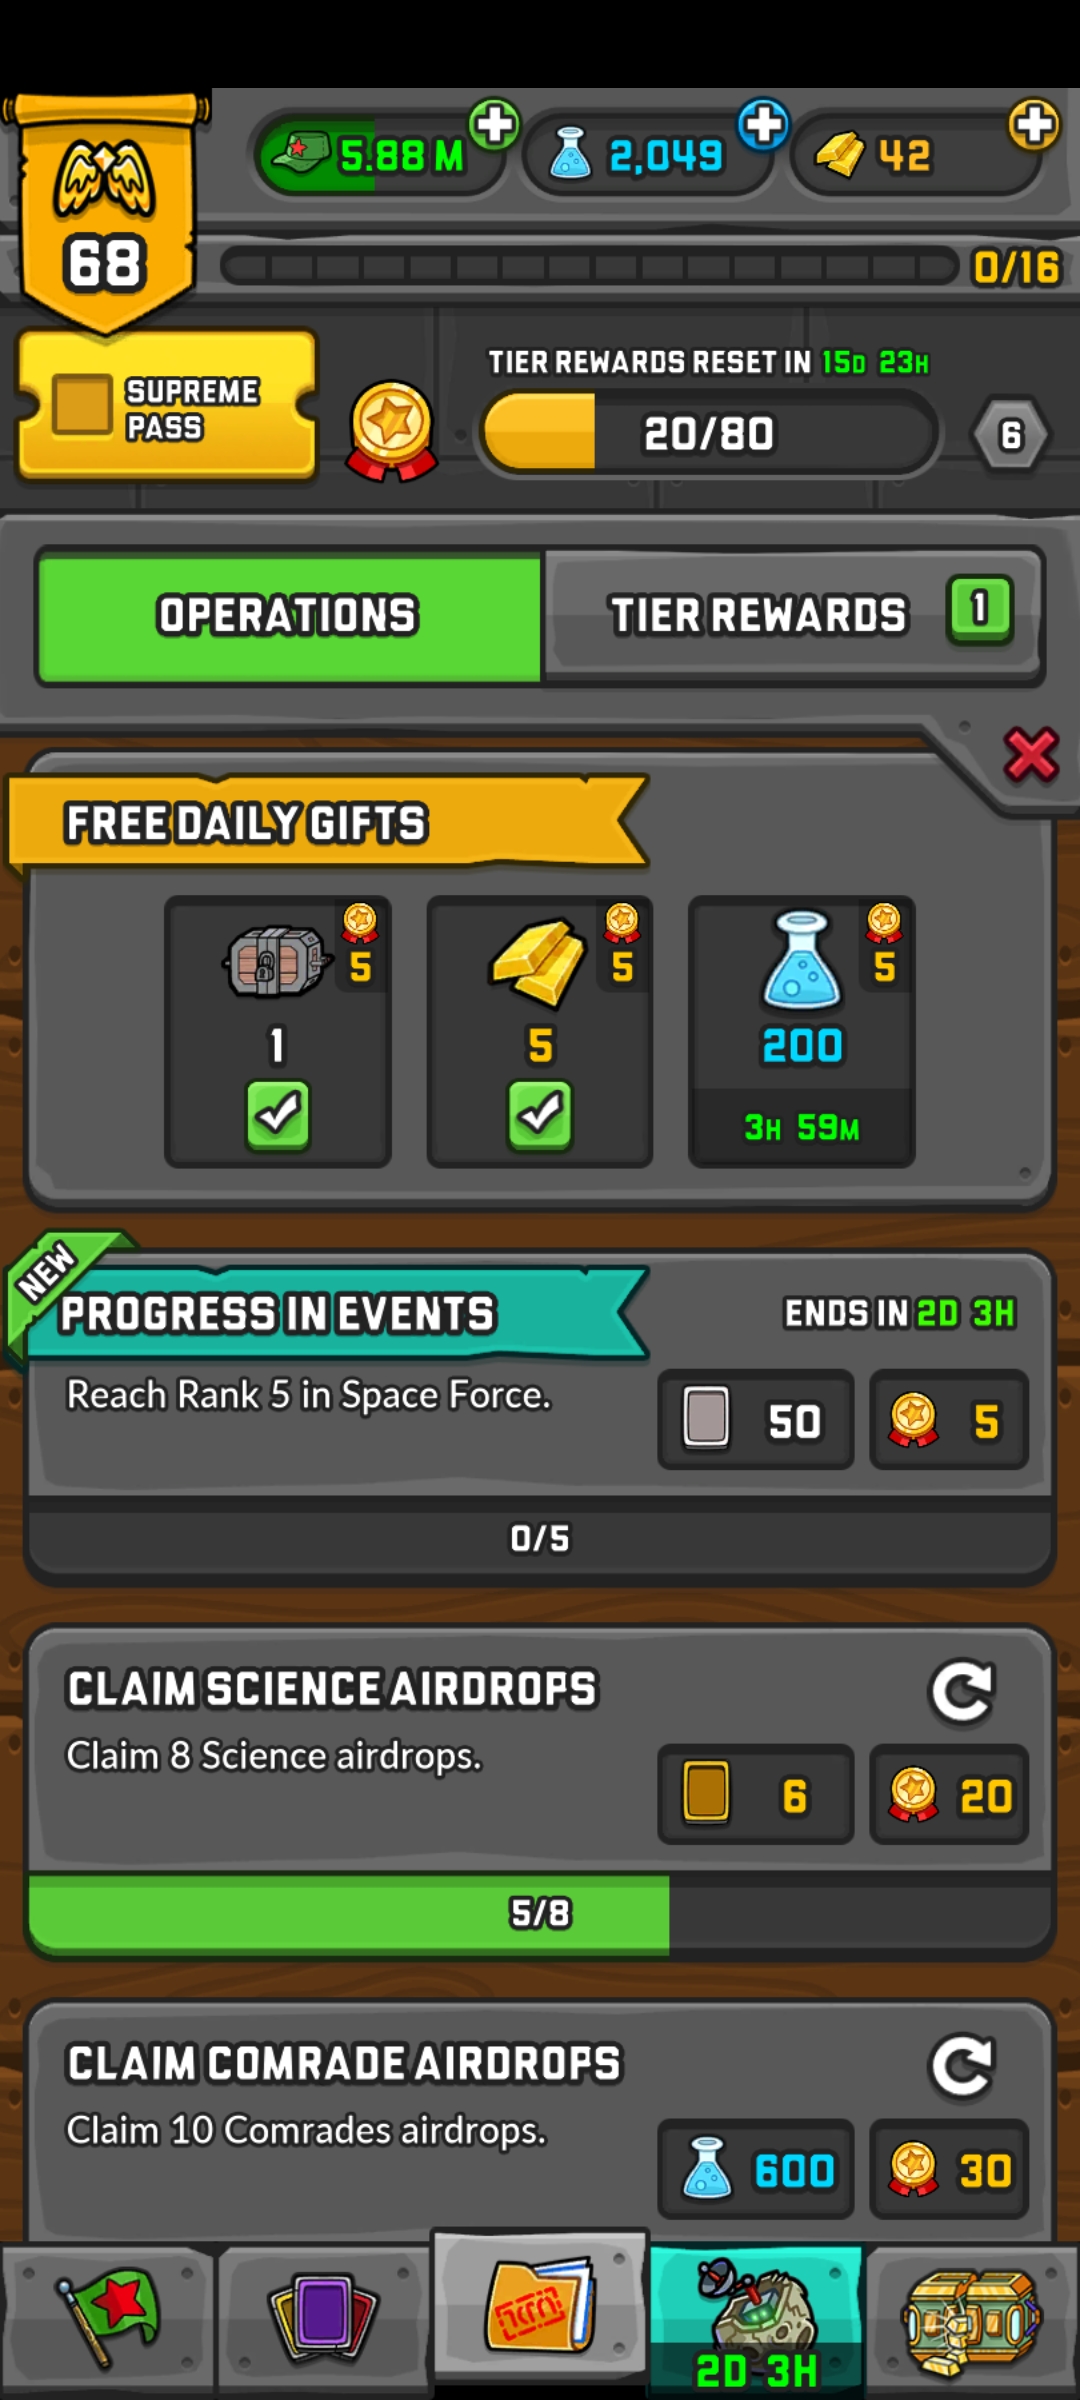 5.88 M
2,049
42
68
0/16
SUPREME
PASS
TIER REWARDS RESET IN 15D 23H
20/80
6
OPERATIONS
TIER REWARDS
1
FREE DAILY GIFTS
5
5
5
1
5
200
3H 59M
NEW
PROGRESS IN EVENTS
ENDS IN 2D 3H
Reach Rank 5 in Space Force.
50
5
0/5
CLAIM SCIENCE AIRDROPS
Claim 8 Science airdrops.
6
20
5/8
CLAIM COMRADE AIRDROPS
Claim 10 Comrades airdrops.
600
30
2D 3H